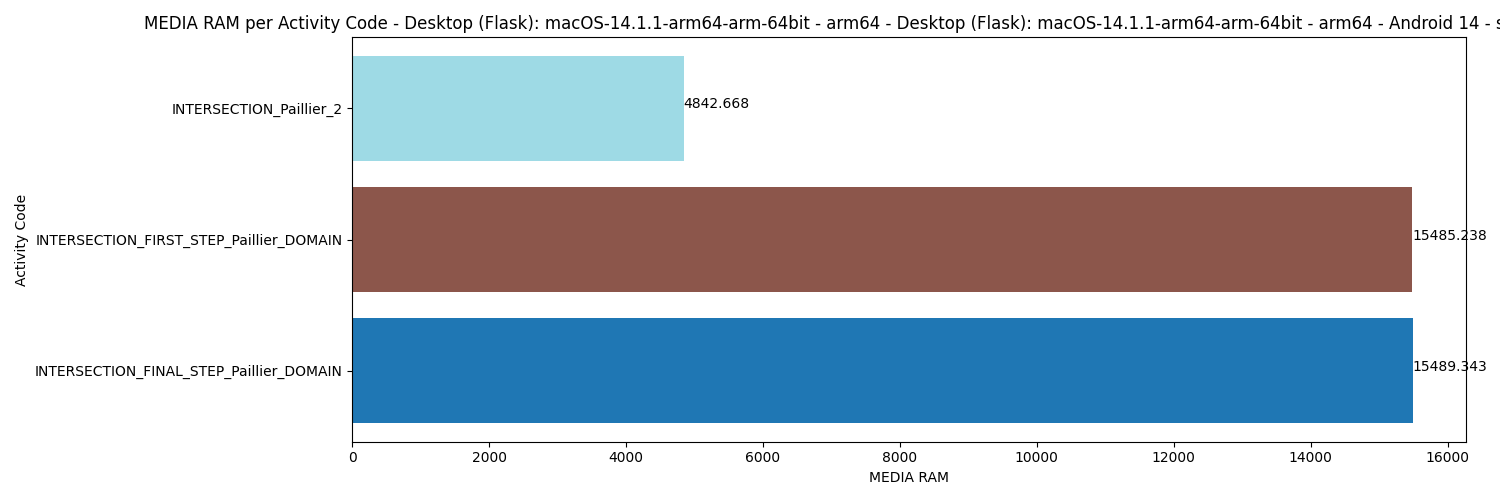 MEDIA RAM per Activity Code - Desktop (Flask): macOS-14.1.1-arm64-arm-64bit - arm64 - Desktop (Flask): macOS-14.1.1-arm64-arm-64bit - arm64 - Android 14 -
INTERSECTION_Paillier_2
4842.668
INTERSECTION_FIRST_STEP_Paillier_DOMAIN
15485.238
INTERSECTION_FINAL_STEP_Paillier_DOMAIN
15489.343
Activity Code
0 2000 4000 6000 8000 10000 12000 14000 16000
MEDIA RAM